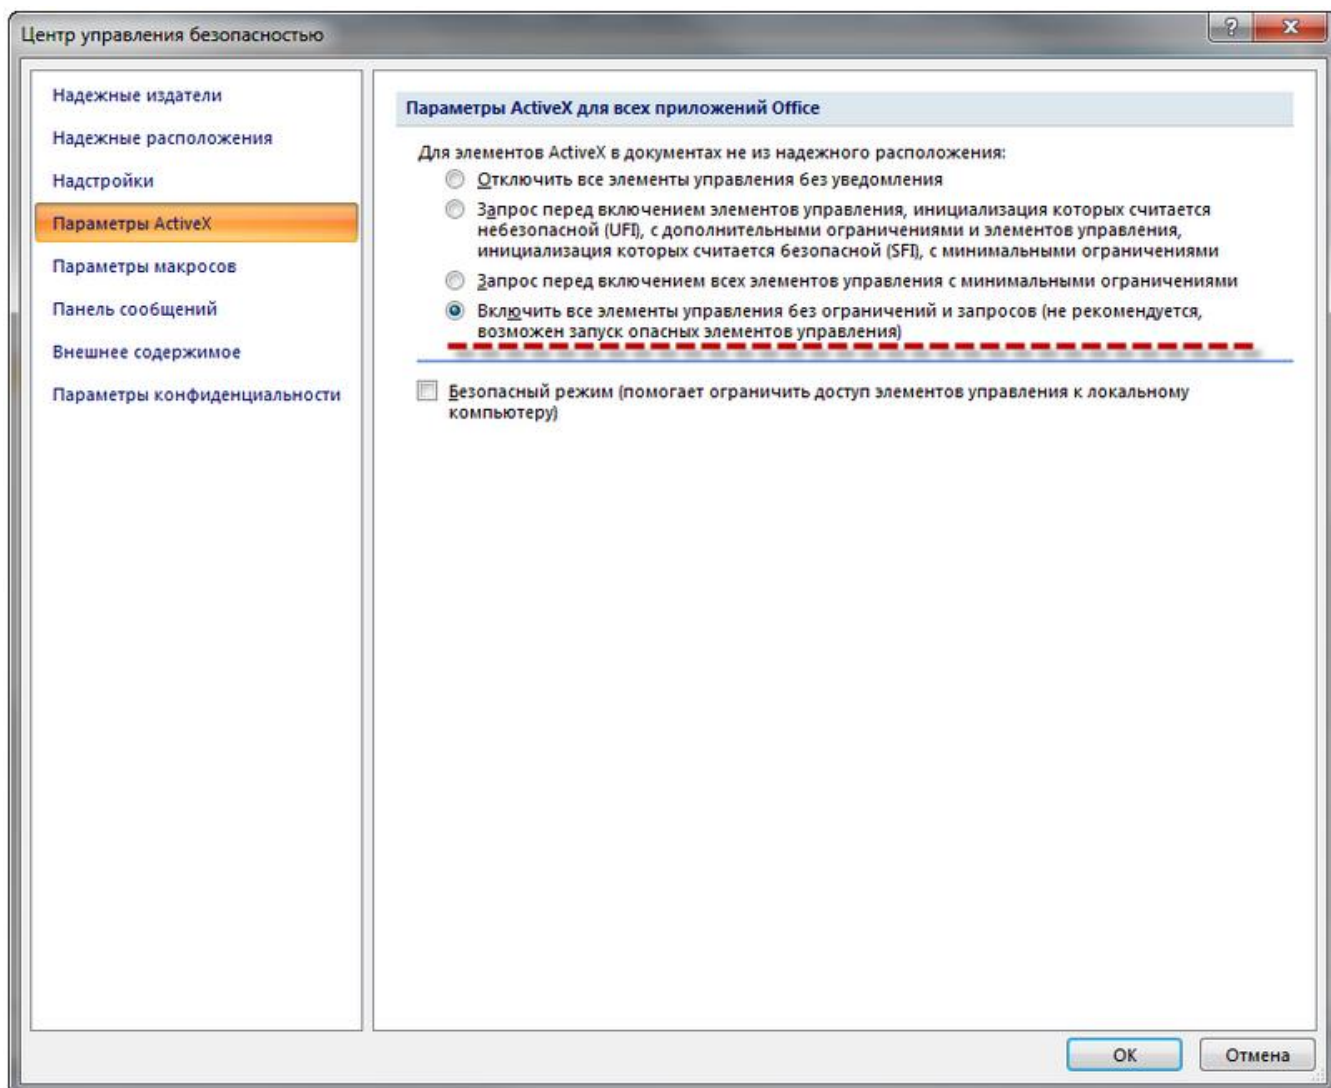 Центр управления безопасностью
?
Надежные издатели
Надежные расположения
Надстройки
Параметры ActiveX
Параметры макросов
Панель сообщений
Внешнее содержимое
Параметры конфиденциальности
Параметры ActiveX для всех приложений Office
Для элементов ActiveX в документах не из надежного расположения:
Отключить все элементы управления без уведомления
Запрос перед включением элементов управления, инициализация которых считается
небезопасной (UFI), с дополнительными ограничениями и элементов управления,
инициализация которых считается безопасной (SFI), с минимальными ограничениями
Запрос перед включением всех элементов управления с минимальными ограничениями
Включить все элементы управления без ограничений и запросов (не рекомендуется,
возможен запуск опасных элементов управления)
Безопасный режим (помогает ограничить доступ элементов управления к локальному
компьютеру)
ОК
Отмена